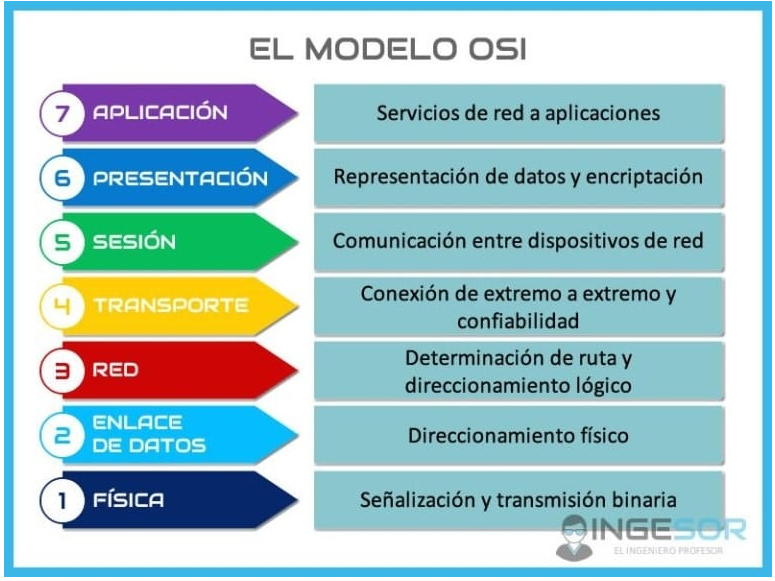 EL MODELO OSI
7 APLICACIÓN Servicios de red a aplicaciones
6 PRESENTACIÓN Representación de datos y encriptación
5 SESIÓN Comunicación entre dispositivos de red
4 TRANSPORTE Conexión de extremo a extremo y
confiabilidad
3 RED Determinación de ruta y
direccionamiento lógico
2 ENLACE
DE DATOS Direccionamiento físico
1 FÍSICA Señalización y transmisión binaria
INGESOR
EL INGENIERO PROFESOR